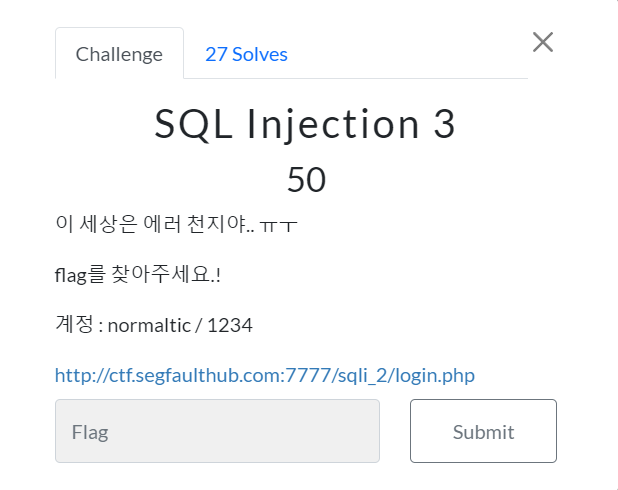 Challenge
27 Solves
SQL Injection 3
50
이 세상은 에러 천지야.. ㅠㅜ
flag를 찾아주세요.!
계정 : normaltic / 1234
http://ctf.segfaulthub.com:7777/sqli_2/login.php
Flag
Submit